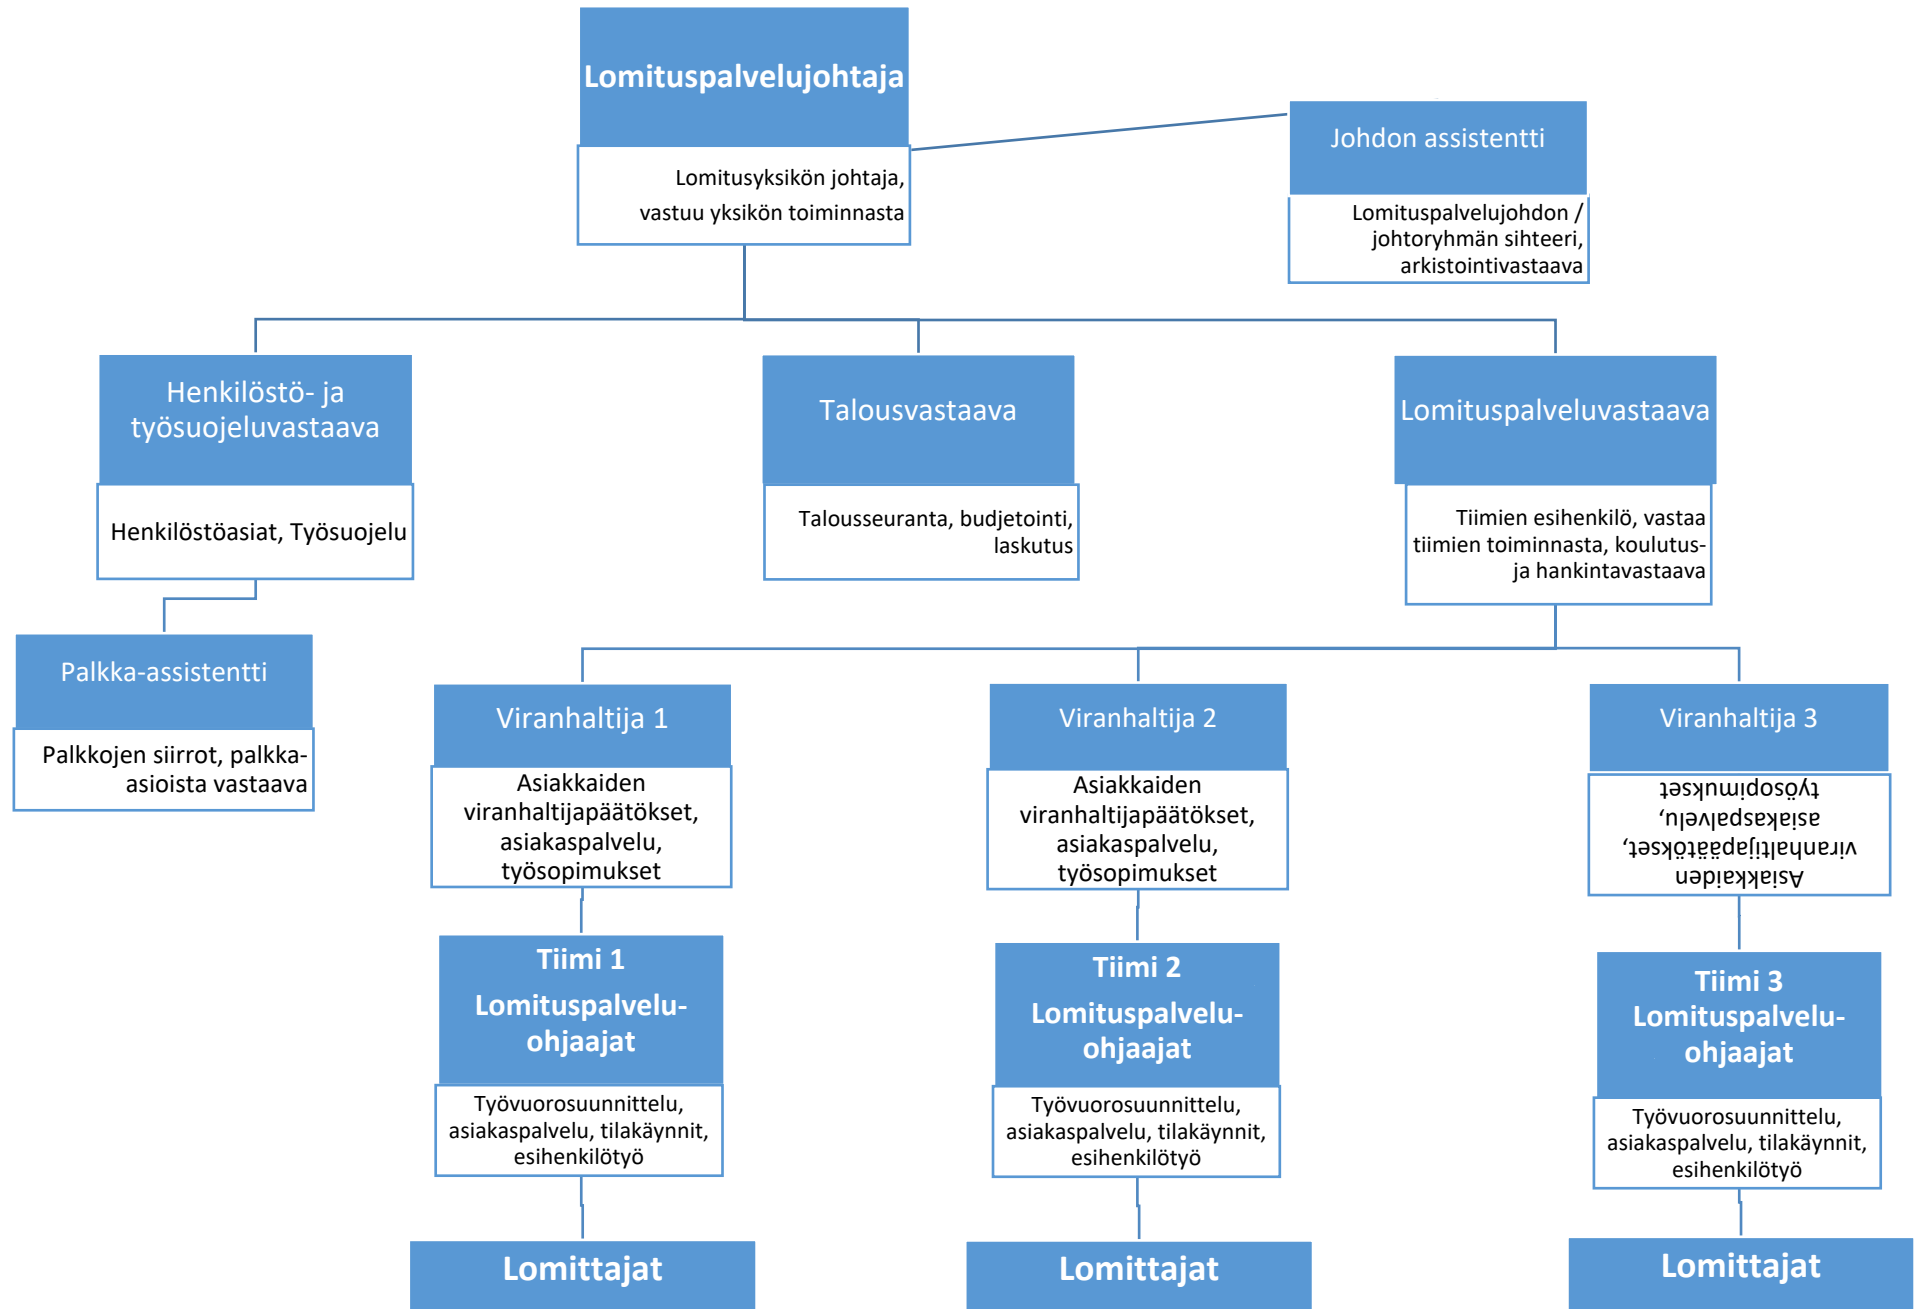 Lomituspalvelujohtaja
Lomitusyksikön johtaja,
vastuu yksikön toiminnasta
Johdon assistentti
Lomituspalvelujohdon /
johtoryhmän sihteeri,
arkistointivastaava
Henkilöstö- ja
työsuojeluvastaava
Henkilöstöasiat, Työsuojelu
Talousvastaava
Talousseuranta, budjetointi,
laskutus
Lomituspalveluvastaava
Tiimien esihenkilö, vastaa
tiimien toiminnasta, koulutus-
ja hankintavastaava
Palkka-assistentti
Palkkojen siirrot, palkka-
asioista vastaava
Viranhaltija 1
Asiakkaiden
viranhaltijapäätökset,
asiakaspalvelu,
työsopimukset
Viranhaltija 2
Asiakkaiden
viranhaltijapäätökset,
asiakaspalvelu,
työsopimukset
Viranhaltija 3
Asiakkaiden
viranhaltijapäätökset,
asiakaspalvelu,
työsopimukset
Tiimi 1
Lomituspalvelu-
ohjaajat
Työvuorosuunnittelu,
asiakaspalvelu, tilakäynnit,
esihenkilötyö
Tiimi 2
Lomituspalvelu-
ohjaajat
Työvuorosuunnittelu,
asiakaspalvelu, tilakäynnit,
esihenkilötyö
Tiimi 3
Lomituspalvelu-
ohjaajat
Työvuorosuunnittelu,
asiakaspalvelu, tilakäynnit,
esihenkilötyö
Lomittajat
Lomittajat
Lomittajat